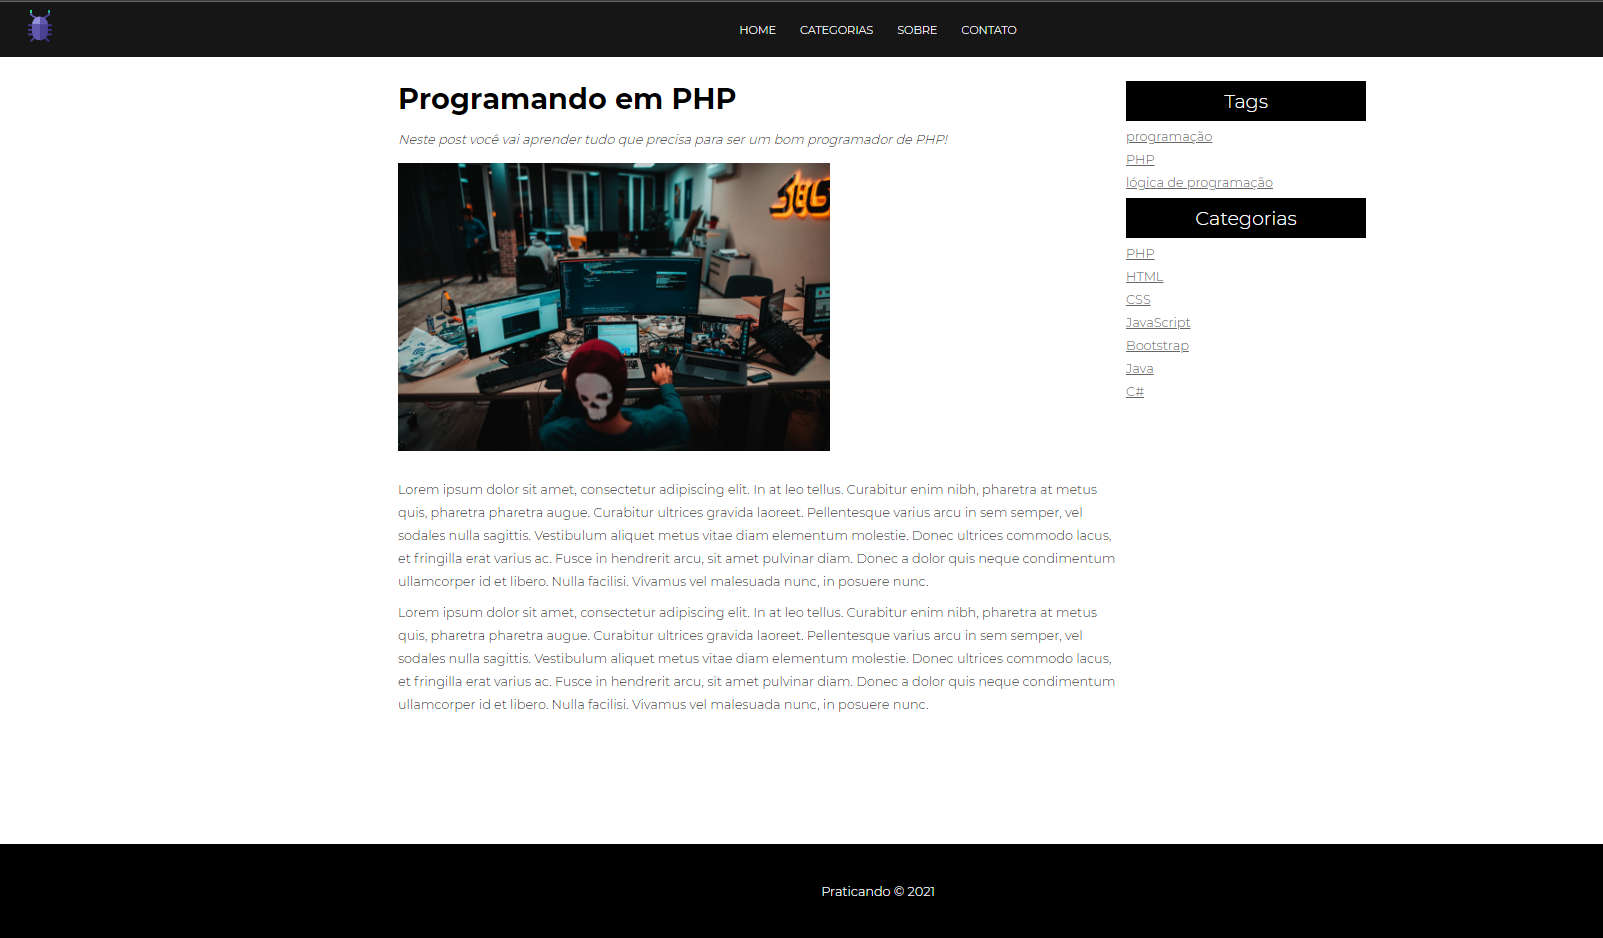 HOME CATEGORIAS SOBRE CONTATO
Programando em PHP
Neste post você vai aprender tudo que precisa para ser um bom programador de PHP!
Lorem ipsum dolor sit amet, consectetur adipiscing elit. In at leo tellus. Curabitur enim nibh, pharetra at metus
quis, pharetra pharetra augue. Curabitur ultrices gravida laoreet. Pellentesque varius arcu in sem semper, vel
sodales nulla sagittis. Vestibulum aliquet metus vitae diam elementum molestie. Donec ultrices commodo lacus,
et fringilla erat varius ac. Fusce in hendrerit arcu, sit amet pulvinar diam. Donec a dolor quis neque condimentum
ullamcorper id et libero. Nulla facilisi. Vivamus vel malesuada nunc, in posuere nunc.
Lorem ipsum dolor sit amet, consectetur adipiscing elit. In at leo tellus. Curabitur enim nibh, pharetra at metus
quis, pharetra pharetra augue. Curabitur ultrices gravida laoreet. Pellentesque varius arcu in sem semper, vel
sodales nulla sagittis. Vestibulum aliquet metus vitae diam elementum molestie. Donec ultrices commodo lacus,
et fringilla erat varius ac. Fusce in hendrerit arcu, sit amet pulvinar diam. Donec a dolor quis neque condimentum
ullamcorper id et libero. Nulla facilisi. Vivamus vel malesuada nunc, in posuere nunc.
Tags
programação
PHP
lógica de programação
Categorias
PHP
HTML
CSS
JavaScript
Bootstrap
Java
C#
Praticando © 2021